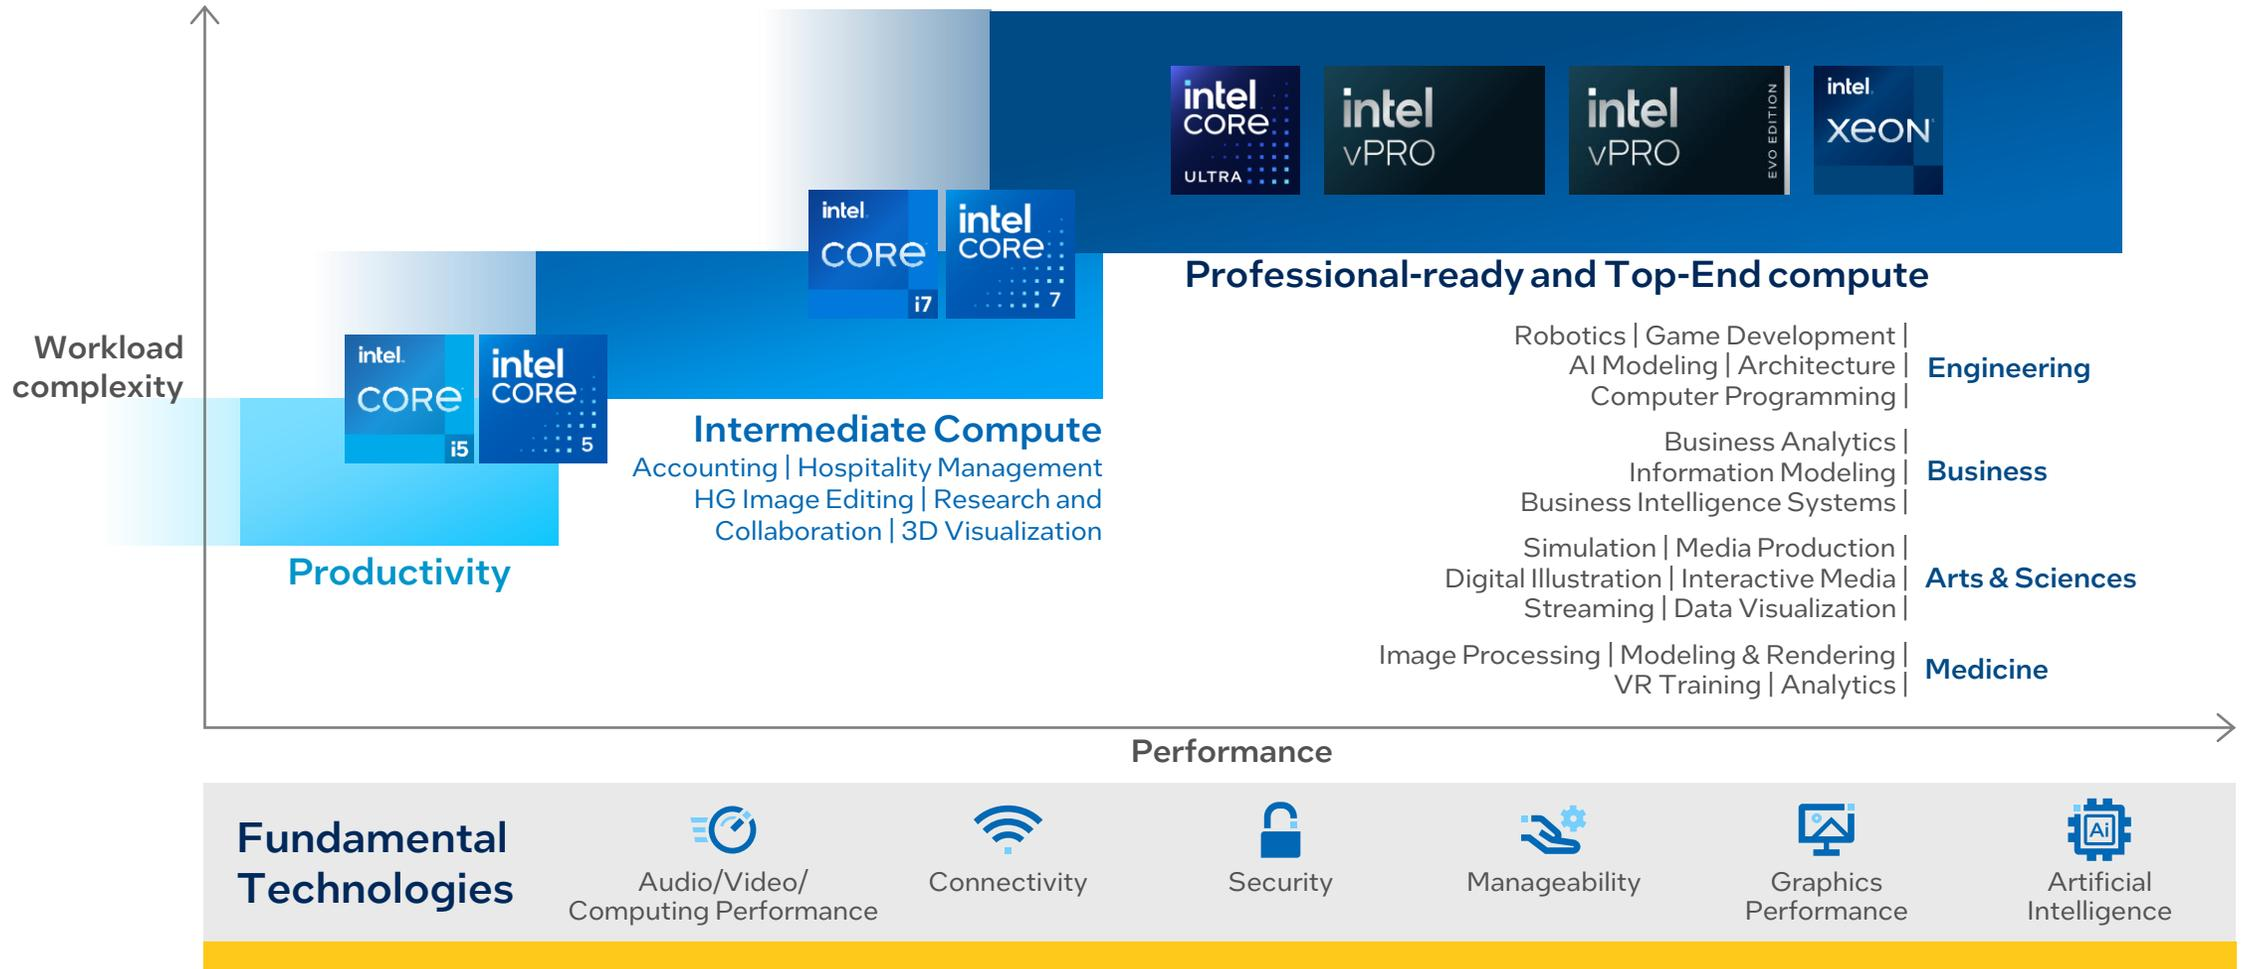 intel
CORE
ULTRA
intel
vPRO
intel
vPRO
EVO EDITION
intel.
XEON
intel.
CORE
i7
intel
CORE
7
Professional-ready and Top-End compute
Workload
complexity
intel.
CORE
i5
intel
CORE
5
Intermediate Compute
Accounting | Hospitality Management
HG Image Editing | Research and
Collaboration | 3D Visualization
Productivity
Robotics | Game Development |
AI Modeling | Architecture |
Computer Programming |
Engineering
Business Analytics |
Information Modeling |
Business Intelligence Systems |
Business
Simulation | Media Production |
Digital Illustration | Interactive Media |
Streaming | Data Visualization |
Arts & Sciences
Image Processing | Modeling & Rendering |
VR Training | Analytics |
Medicine
Performance
Fundamental
Technologies
Audio/Video/
Computing Performance
Connectivity
Security
Manageability
Graphics
Performance
Ai
Artificial
Intelligence